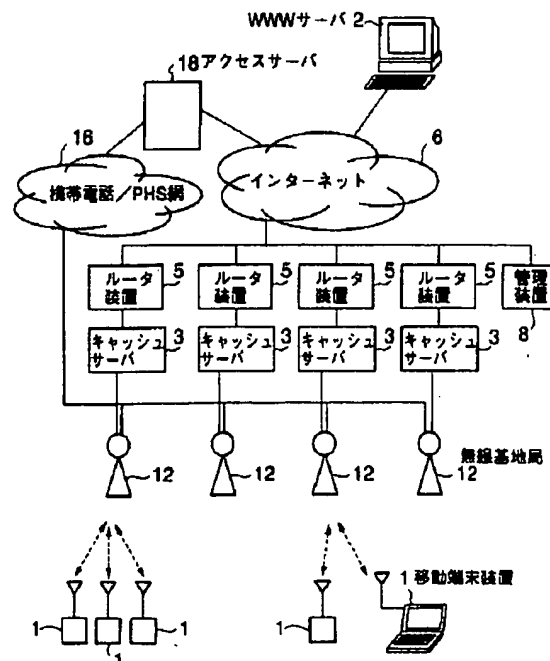 WWWサーバ 2
18 アクセスサーバ
16
6
携帯電話/PHS網
インターネット
ルータ装置 5
ルータ装置 5
ルータ装置 5
ルータ装置 5
管理装置
8
キャッシュサーバ 3
キャッシュサーバ 3
キャッシュサーバ 3
キャッシュサーバ 3
無線基地局
12
12
12
12
1 移動端末装置
1
1
1
1